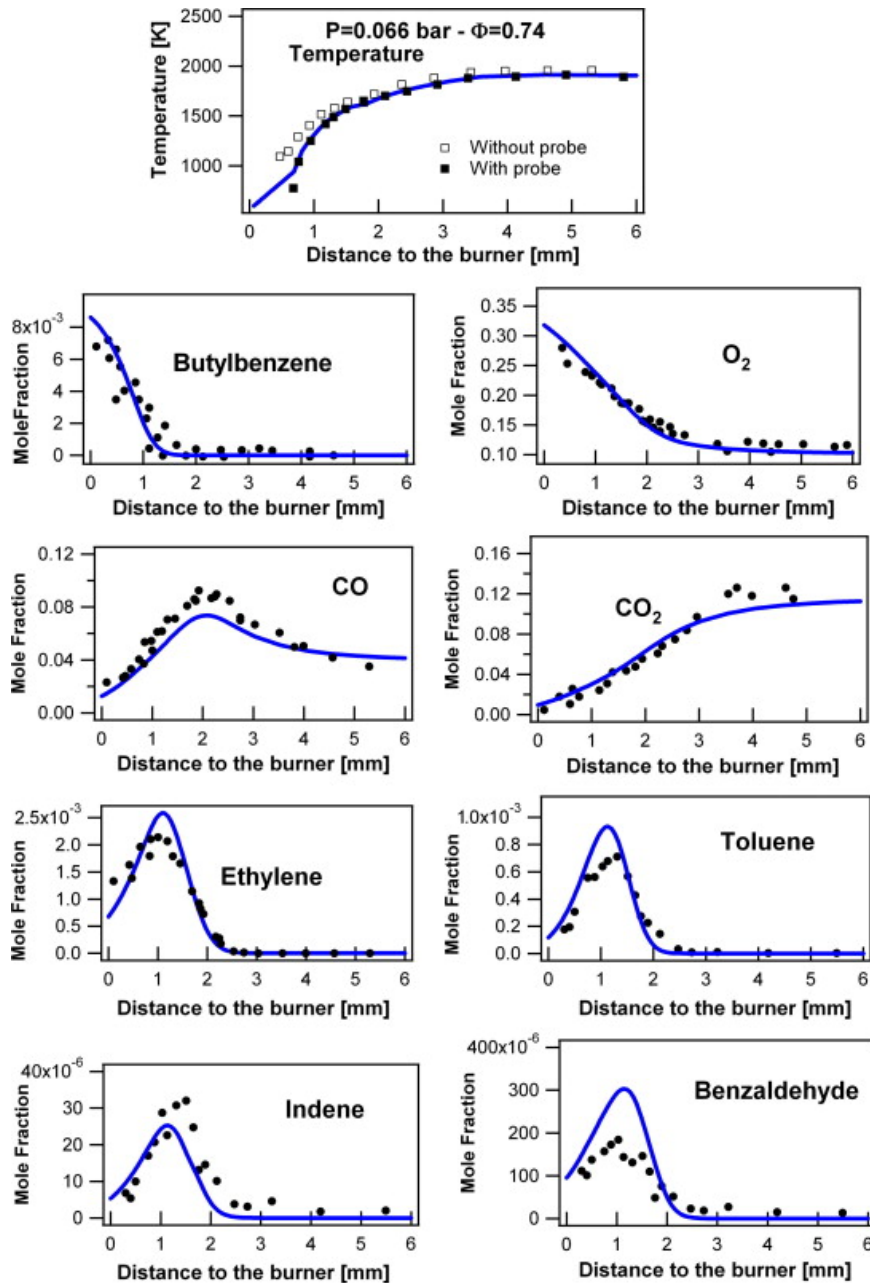 P=0.066 bar - Φ=0.74
Temperature
2500
2000
1500
1000
Temperature [K]
Without probe
With probe
0 1 2 3 4 5 6
Distance to the burner [mm]
8x10-3
6
4
2
0
MoleFraction
Butylbenzene
0 1 2 3 4 5 6
Distance to the burner [mm]
0.35
0.30
0.25
0.20
0.15
0.10
Mole Fraction
O2
0 1 2 3 4 5 6
Distance to the burner [mm]
0.12
0.08
0.04
0.00
Mole Fraction
CO
0 1 2 3 4 5 6
Distance to the burner [mm]
0.16
0.12
0.08
0.04
0.00
Mole Fraction
CO2
0 1 2 3 4 5 6
Distance to the burner [mm]
2.5x10-3
2.0
1.5
1.0
0.5
0.0
Mole Fraction
Ethylene
0 1 2 3 4 5 6
Distance to the burner [mm]
1.0x10-3
0.8
0.6
0.4
0.2
0.0
Mole Fraction
Toluene
0 1 2 3 4 5 6
Distance to the burner [mm]
40x10-6
30
20
10
0
Mole Fraction
Indene
0 1 2 3 4 5 6
Distance to the burner [mm]
400x10-6
300
200
100
0
Mole Fraction
Benzaldehyde
0 1 2 3 4 5 6
Distance to the burner [mm]